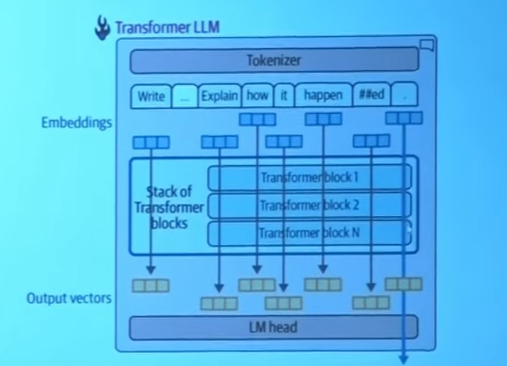 Transformer LLM
Tokenizer
Write ... Explain how it happen ##ed .
Embeddings
Stack of
Transformer
blocks
Transformer block 1
Transformer block 2
Transformer block N
Output vectors
LM head